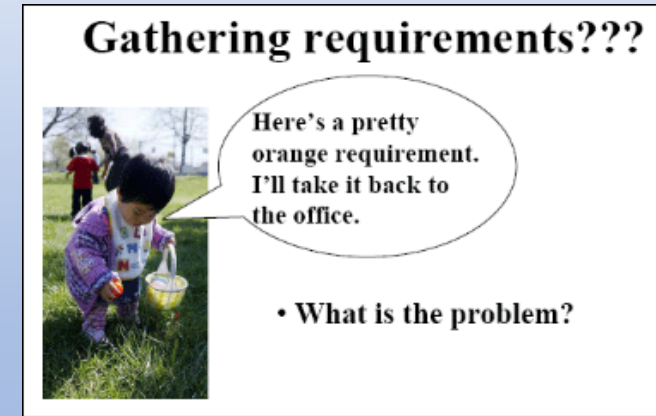 Gathering requirements???
Here's a pretty
orange requirement.
I'll take it back to
the office.
• What is the problem?